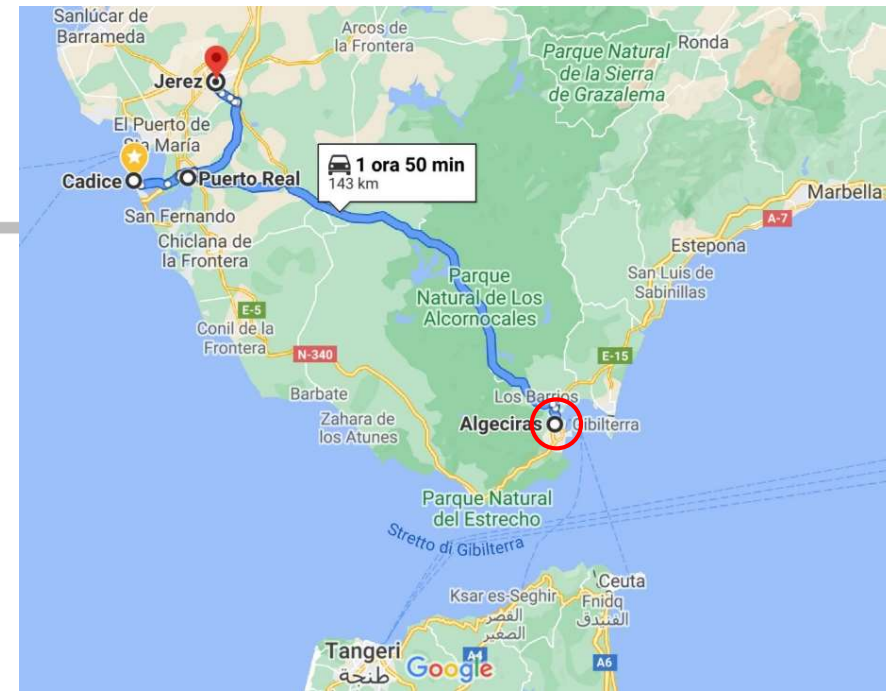 Sanlúcar de
Barrameda
Arcos de
la Frontera
Parque Natural
de la Sierra
de Grazalema
Ronda
Jerez
El Puerto de
Sta María
Cadice
Puerto Real
1 ora 50 min
143 km
Marbella
A-7
San Fernando
Chiclana de
la Frontera
Estepona
San Luis de
Sabinillas
Parque
Natural de Los
Alcornocales
E-5
Conil de la
Frontera
N-340
E-15
Barbate
Los Barrios
Zahara de
los Atunes
Algeciras
Gibilterra
Parque Natural
del Estrecho
Stretto di Gibilterra
Ceuta
Ksar es-Seghir
القصر
الصغير
Fnidq
الفنيدق
Tangeri
طنجة
Google
A4
A6